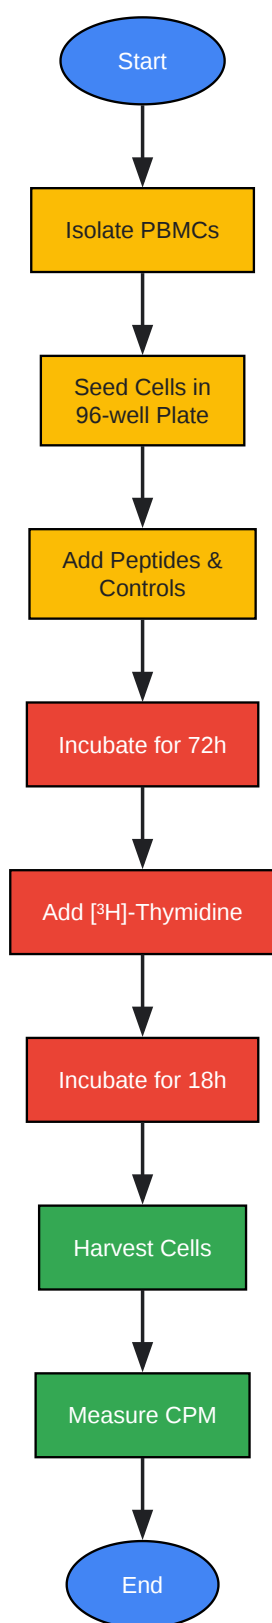 Start
Isolate PBMCs
Seed Cells in
96-well Plate
Add Peptides &
Controls
Incubate for 72h
Add [³H]-Thymidine
Incubate for 18h
Harvest Cells
Measure CPM
End